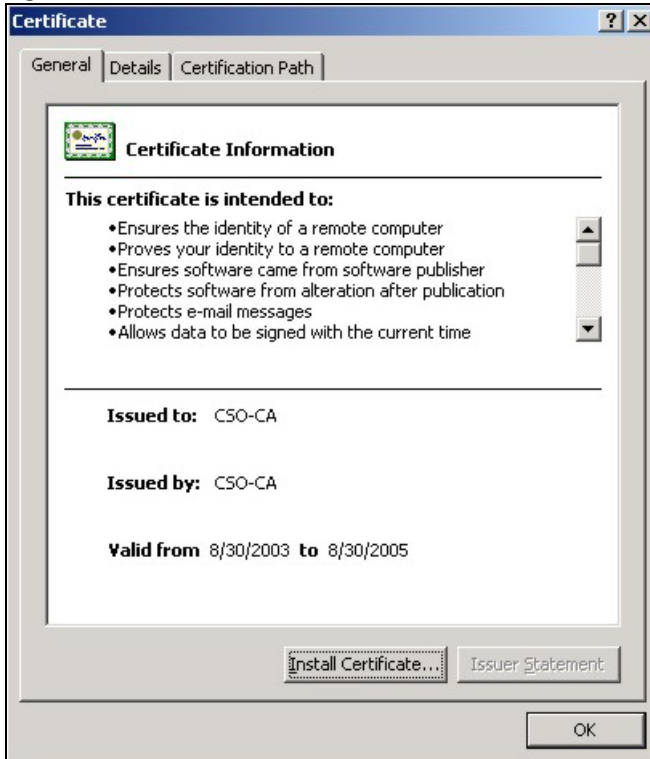 Certificate
? X
General Details Certification Path
Certificate Information
This certificate is intended to:
•Ensures the identity of a remote computer
•Proves your identity to a remote computer
•Ensures software came from software publisher
•Protects software from alteration after publication
•Protects e-mail messages
•Allows data to be signed with the current time
Issued to: CSO-CA
Issued by: CSO-CA
Valid from 8/30/2003 to 8/30/2005
Install Certificate... Issuer Statement
OK